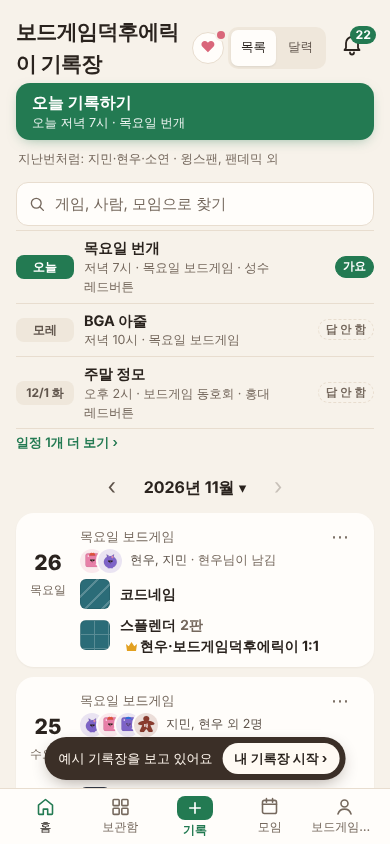 보드게임덕후에릭
이 기록장
목록
달력
22
오늘 기록하기
오늘 저녁 7시 · 목요일 번개
지난번처럼: 지민·현우·소연 · 윙스팬, 팬데믹 외
게임, 사람, 모임으로 찾기
오늘
목요일 번개
저녁 7시 · 목요일 보드게임 · 성수
레드버튼
가요
모레
BGA 아줄
저녁 10시 · 목요일 보드게임
답 안 함
12/1 화
주말 정모
오후 2시 · 보드게임 동호회 · 홍대
레드버튼
답 안 함
일정 1개 더 보기 ›
‹ 2026년 11월 ▾ ›
목요일 보드게임
⋯
26
목요일
현우, 지민 · 현우님이 남김
코드네임
스플렌더 2판
현우·보드게임덕후에릭이 1:1
목요일 보드게임
⋯
25
지민, 현우 외 2명
예시 기록장을 보고 있어요
내 기록장 시작 ›
홈
보관함
기록
모임
보드게임…